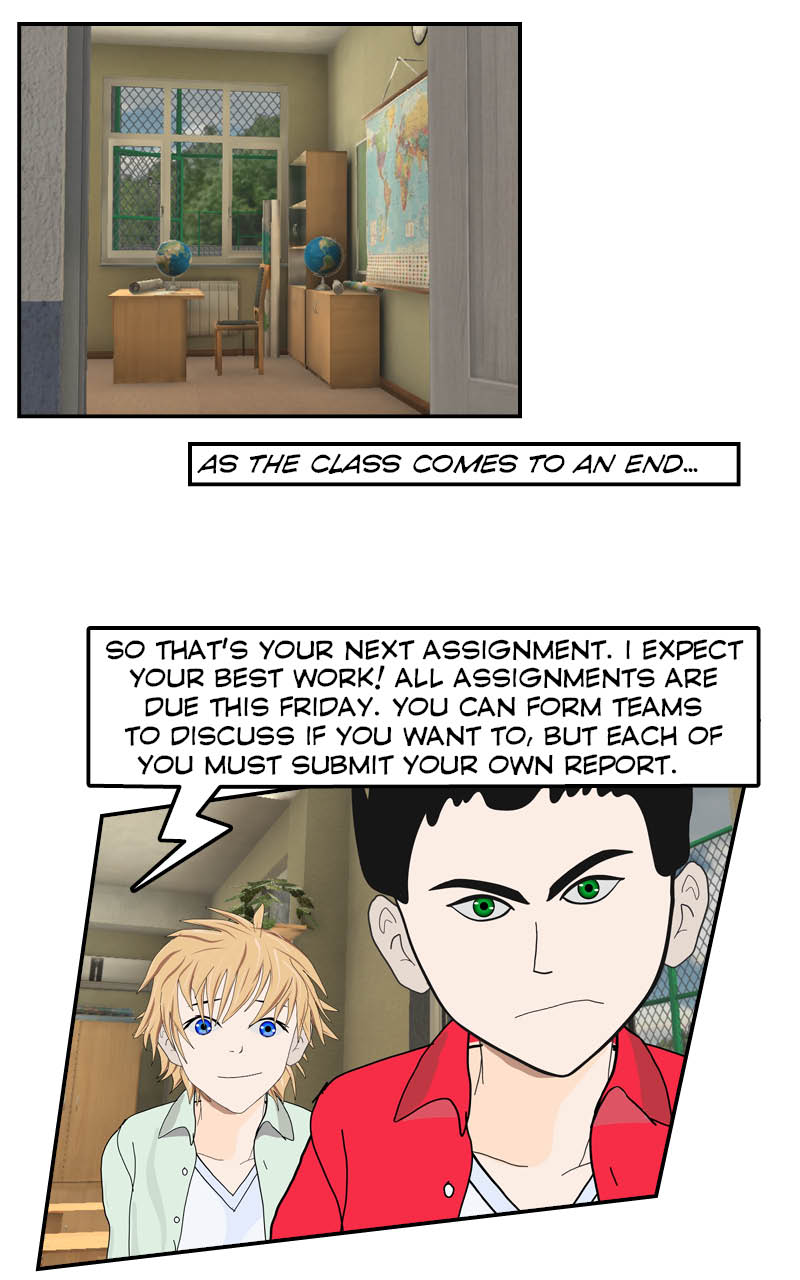 AS THE CLASS COMES TO AN END...
SO THAT'S YOUR NEXT ASSIGNMENT. I EXPECT
YOUR BEST WORK! ALL ASSIGNMENTS ARE
DUE THIS FRIDAY. YOU CAN FORM TEAMS
TO DISCUSS IF YOU WANT TO, BUT EACH OF
YOU MUST SUBMIT YOUR OWN REPORT.